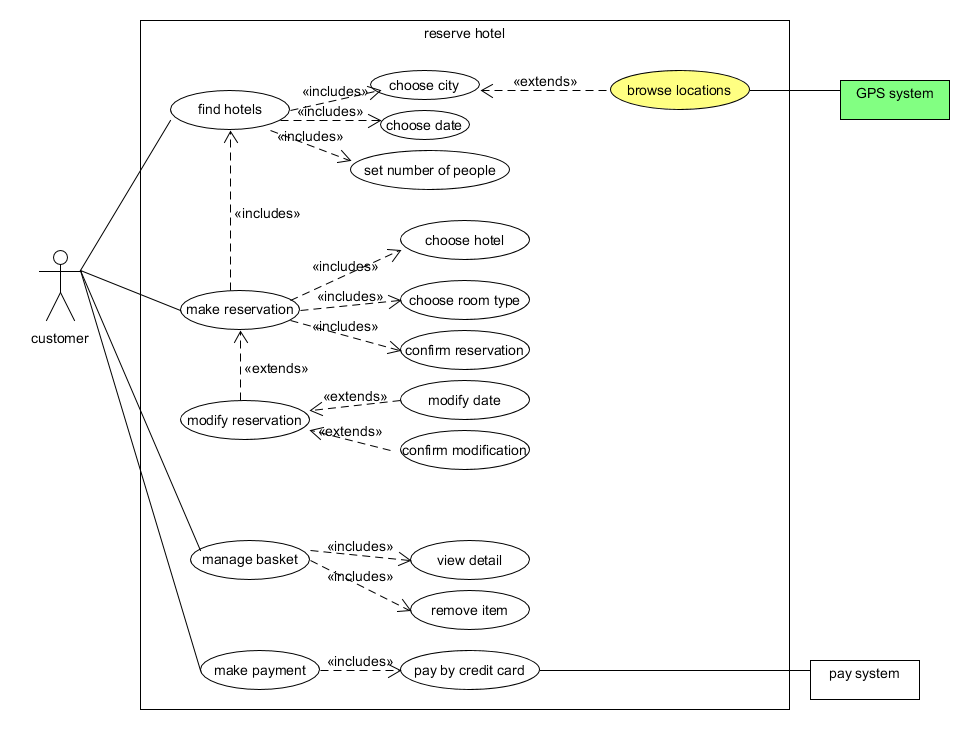 reserve hotel
find hotels
«includes»
choose city
«extends»
browse locations
GPS system
«includes»
choose date
«includes»
set number of people
«includes»
choose hotel
«includes»
make reservation
«includes»
choose room type
«includes»
confirm reservation
customer
«extends»
modify reservation
«extends»
modify date
«extends»
confirm modification
manage basket
«includes»
view detail
«includes»
remove item
make payment
«includes»
pay by credit card
pay system